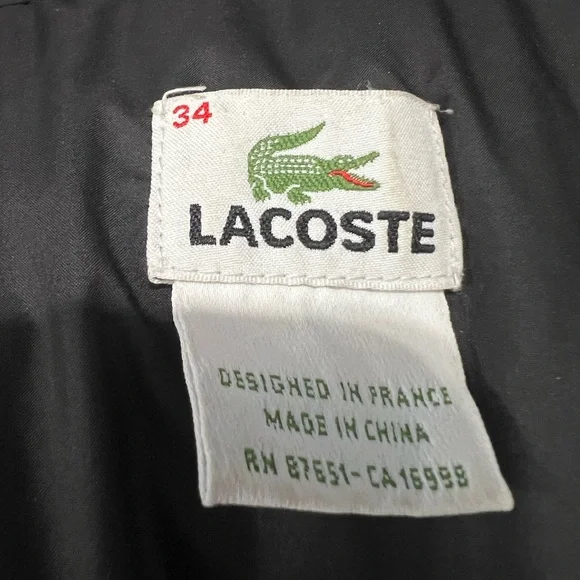 34
LACOSTE
DESIGNED IN FRANCE
MADE IN CHINA
RN 87651-CA 16998